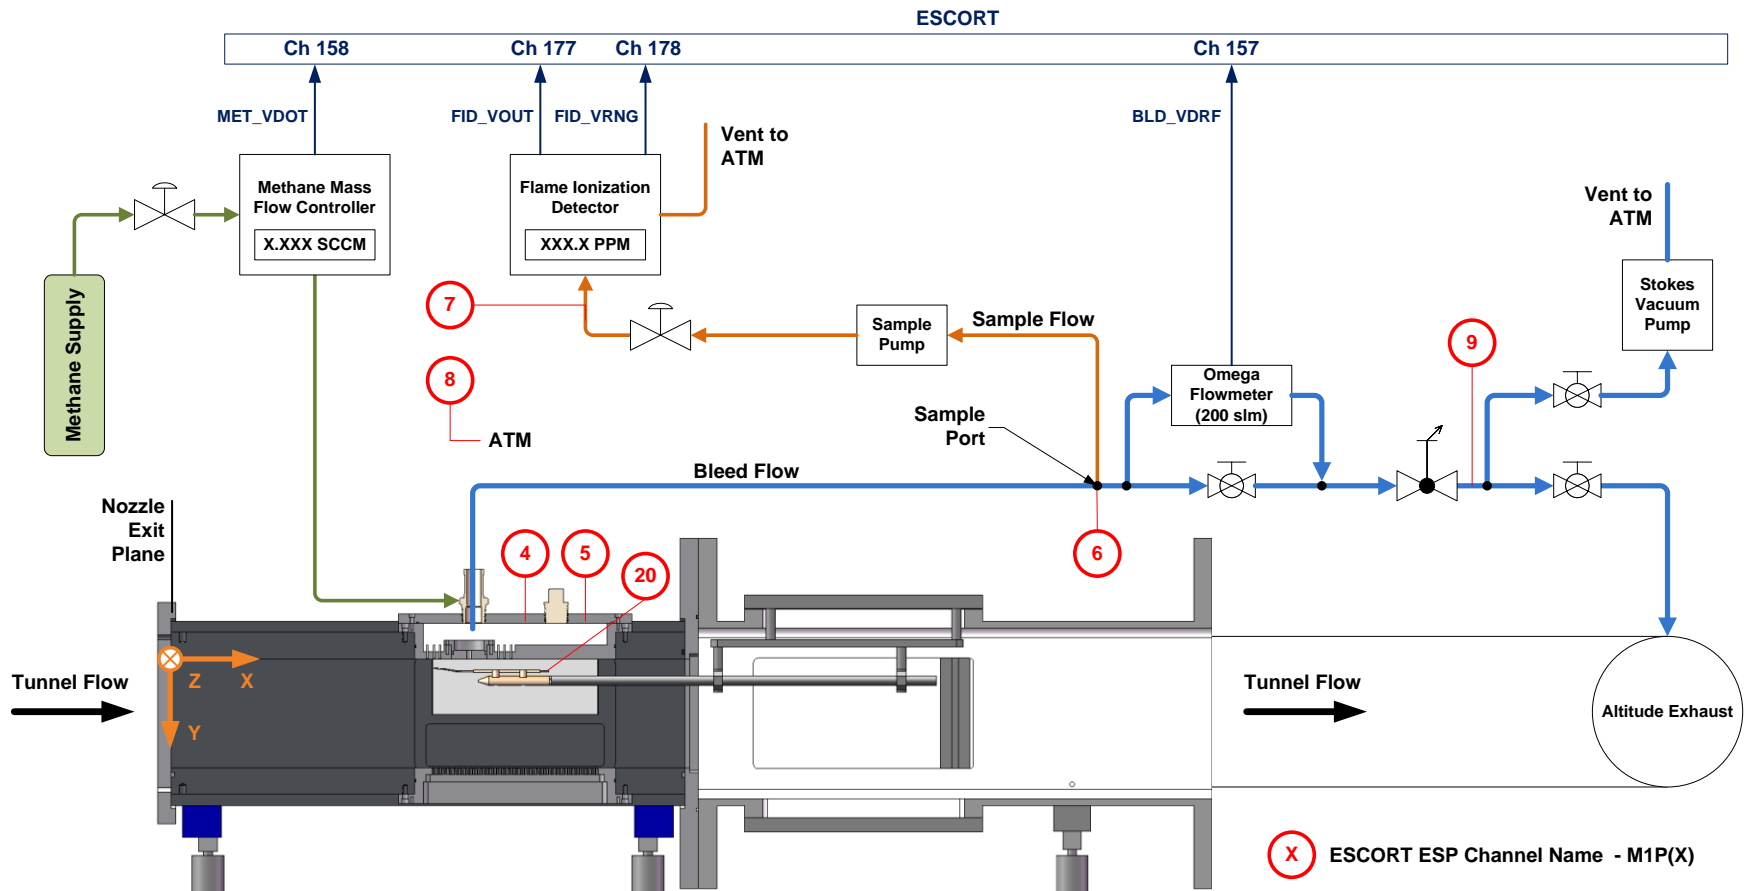 ESCORT
Ch 158
Ch 177
Ch 178
Ch 157
MET_VDOT
FID_VOUT
FID_VRNG
BLD_VDRF
Vent to
ATM
Methane Mass
Flow Controller
X.XXX SCCM
Flame Ionization
Detector
XXX.X PPM
Vent to
ATM
Methane Supply
7
Sample
Pump
Sample Flow
Stokes
Vacuum
Pump
9
8
ATM
Omega
Flowmeter
(200 slm)
Sample
Port
Bleed Flow
Nozzle
Exit
Plane
4
5
20
6
Z
X
Y
Tunnel Flow
Tunnel Flow
Altitude Exhaust
X
ESCORT ESP Channel Name - M1P(X)